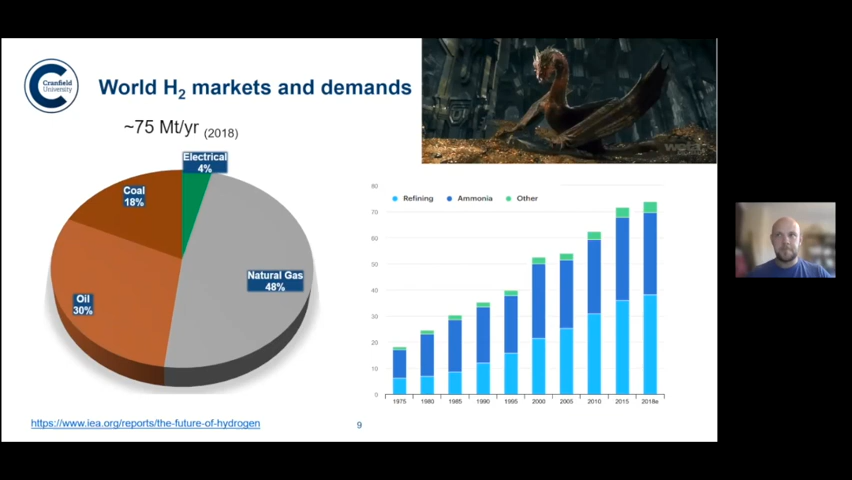 Cranfield
University
World H₂ markets and demands
~75 Mt/yr (2018)
Electrical
4%
Coal
18%
Natural Gas
48%
Oil
30%
Refining
Ammonia
Other
80
70
60
50
40
30
20
10
0
1975 1980 1985 1990 1995 2000 2005 2010 2015 2018e
https://www.iea.org/reports/the-future-of-hydrogen
9